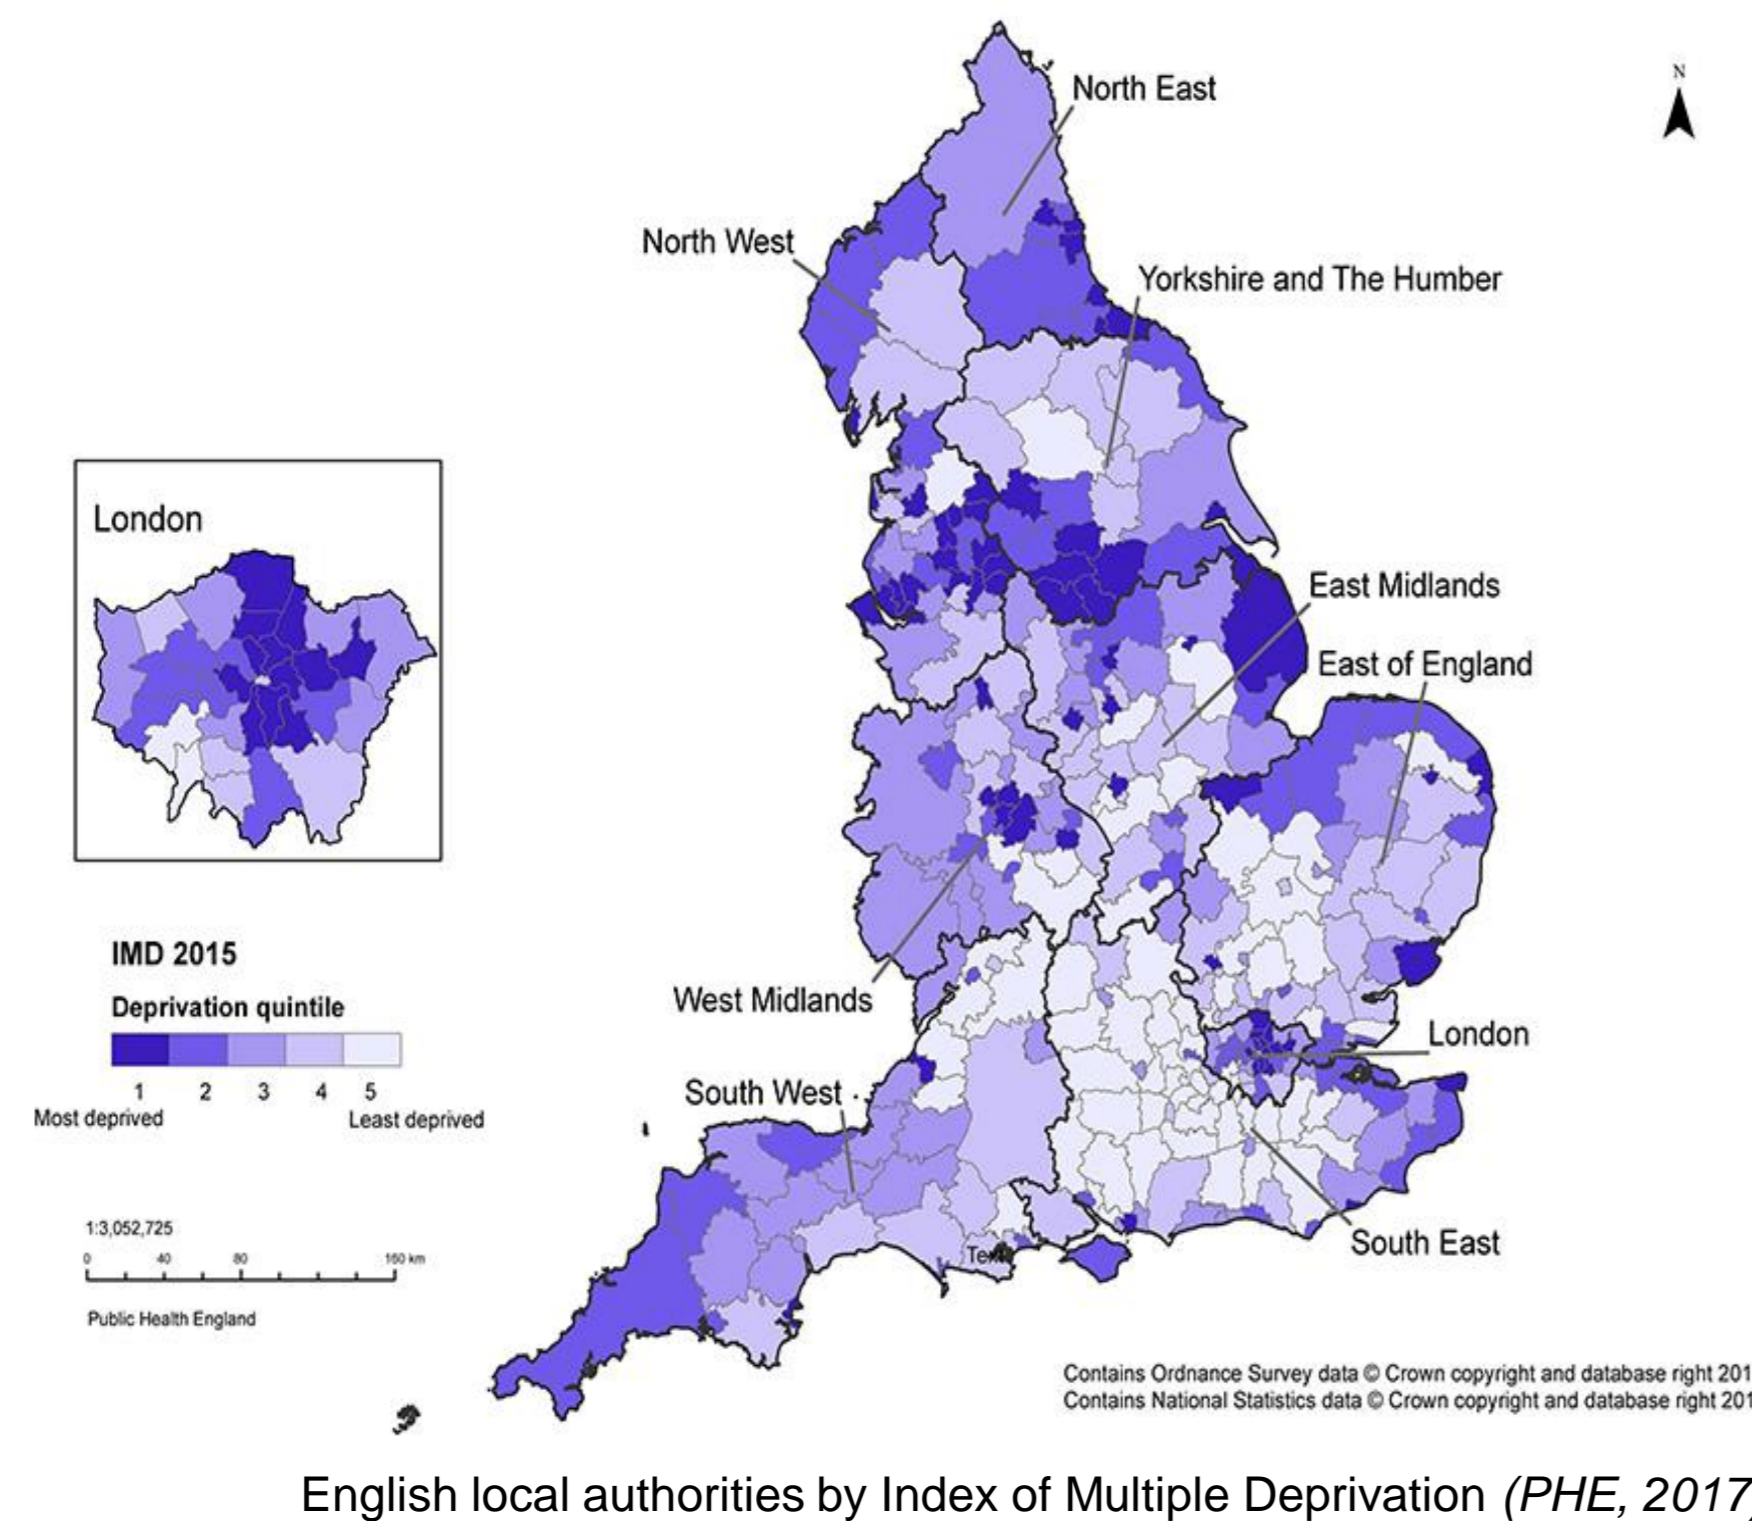 N
North East
North West
Yorkshire and The Humber
London
East Midlands
East of England
IMD 2015
Deprivation quintile
1 2 3 4 5
Most deprived Least deprived
West Midlands
London
South West
1:3,052,725
0 40 80 160 km
Public Health England
South East
Contains Ordnance Survey data © Crown copyright and database right 201
Contains National Statistics data © Crown copyright and database right 201
English local authorities by Index of Multiple Deprivation (PHE, 2017)